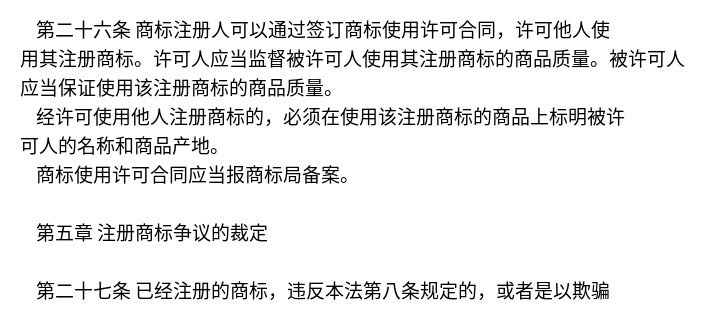 第二十六条 商标注册人可以通过签订商标使用许可合同，许可他人使
用其注册商标。许可人应当监督被许可人使用其注册商标的商品质量。被许可人
应当保证使用该注册商标的商品质量。
经许可使用他人注册商标的，必须在使用该注册商标的商品上标明被许
可人的名称和商品产地。
商标使用许可合同应当报商标局备案。
第五章 注册商标争议的裁定
第二十七条 已经注册的商标，违反本法第八条规定的，或者是以欺骗